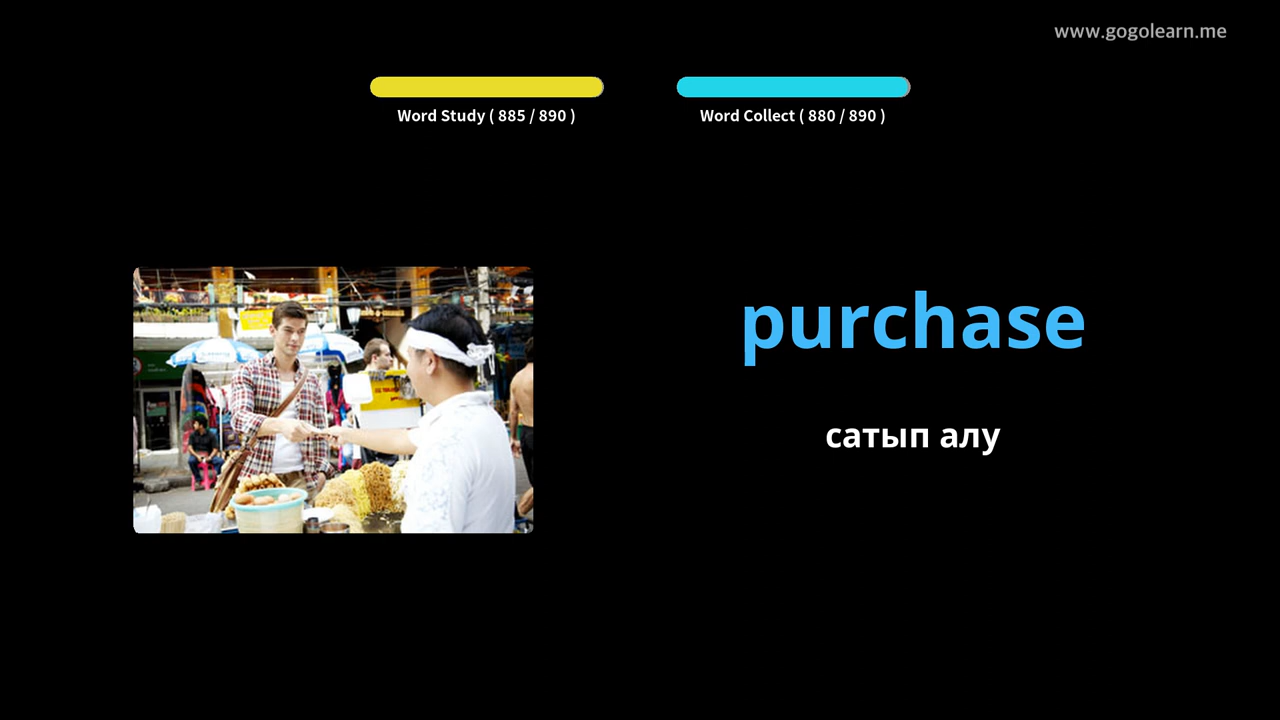 www.gogolearn.me
Word Study ( 885 / 890 )
Word Collect ( 880 / 890 )
purchase
сатып алу